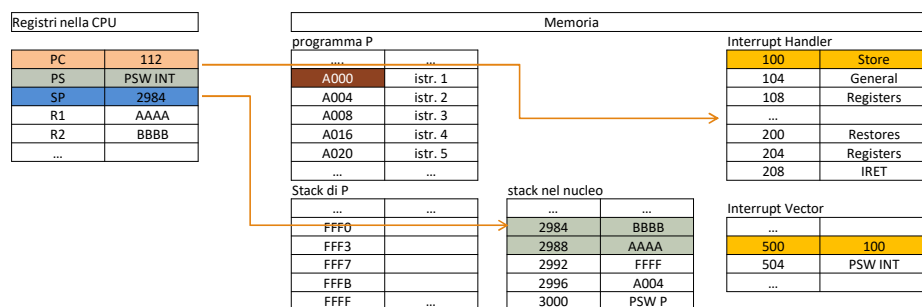 Registri nella CPU
Memoria
programma P
Interrupt Handler
PC 112
PS PSW INT
SP 2984
R1 AAAA
R2 BBBB
...
.... ...
A000 istr. 1
A004 istr. 2
A008 istr. 3
A016 istr. 4
A020 istr. 5
... ...
100 Store
104 General
108 Registers
...
200 Restores
204 Registers
208 IRET
Stack di P
stack nel nucleo
Interrupt Vector
... ...
FFF0
FFF3
FFF7
FFFB
FFFF ...
... ...
2984 BBBB
2988 AAAA
2992 FFFF
2996 A004
3000 PSW P
...
500 100
504 PSW INT
...